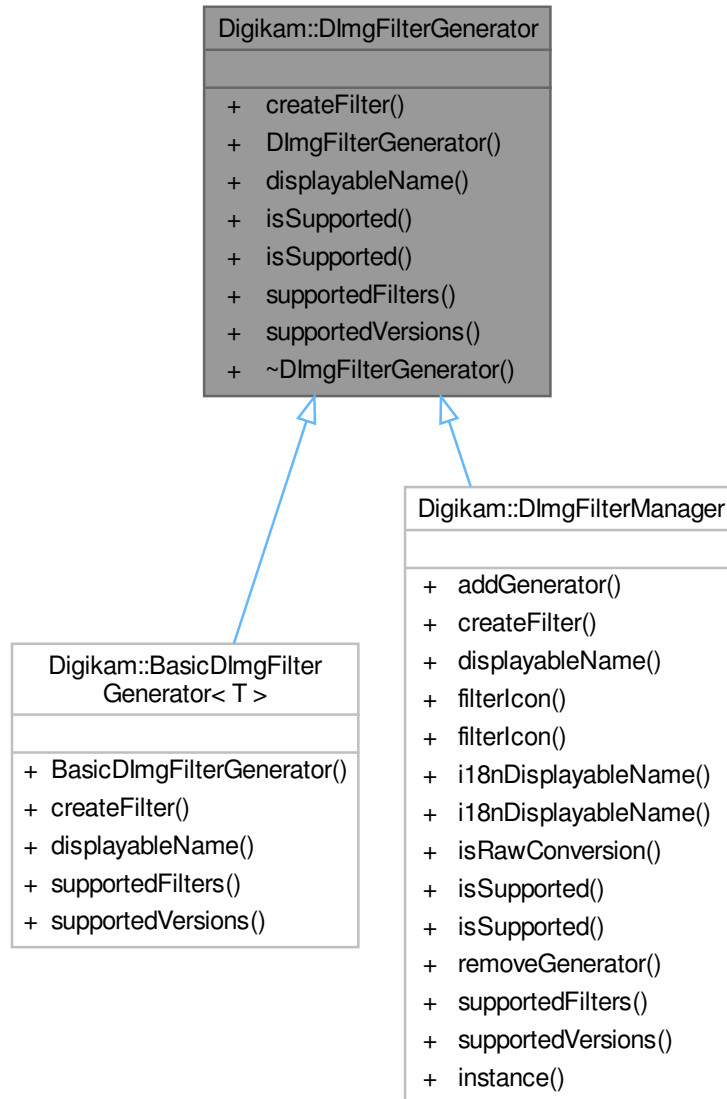 Digikam::DImgFilterGenerator
+ createFilter()
+ DImgFilterGenerator()
+ displayableName()
+ isSupported()
+ isSupported()
+ supportedFilters()
+ supportedVersions()
+ ~DImgFilterGenerator()
Digikam::BasicDImgFilter
Generator< T >
+ BasicDImgFilterGenerator()
+ createFilter()
+ displayableName()
+ supportedFilters()
+ supportedVersions()
Digikam::DImgFilterManager
+ addGenerator()
+ createFilter()
+ displayableName()
+ filterIcon()
+ filterIcon()
+ i18nDisplayableName()
+ i18nDisplayableName()
+ isRawConversion()
+ isSupported()
+ isSupported()
+ removeGenerator()
+ supportedFilters()
+ supportedVersions()
+ instance()